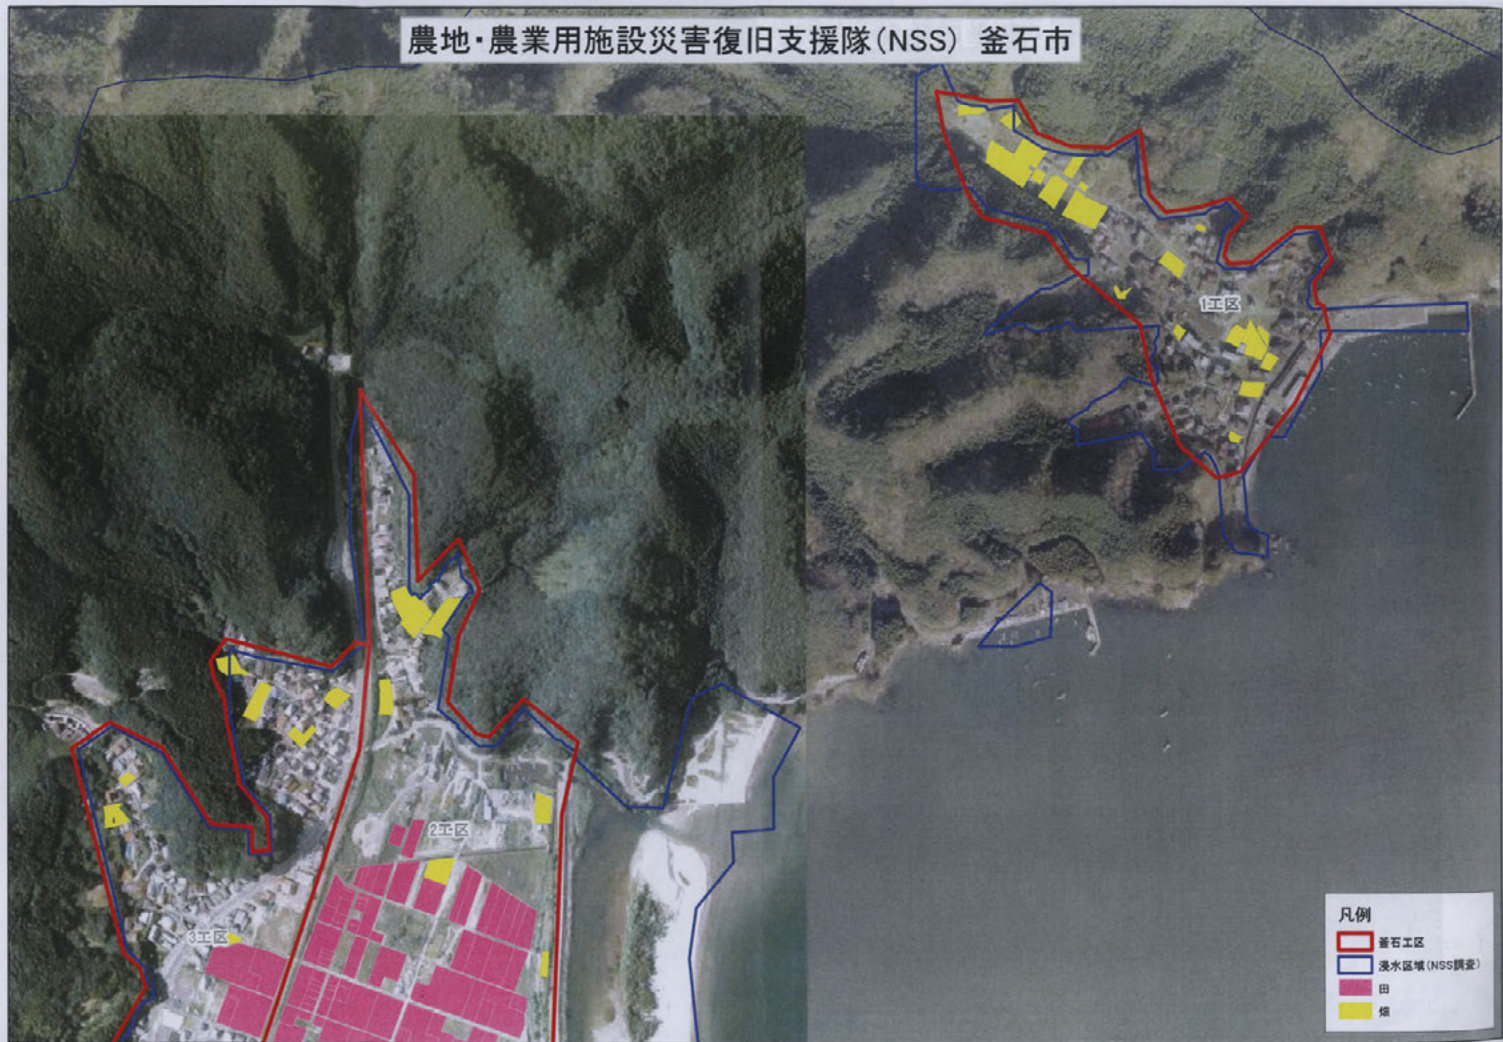 農地・農業用施設災害復旧支援隊(NSS) 釜石市
1工区
2工区
3工区
凡例
釜石工区
浸水区域(NSS調査)
田
畑